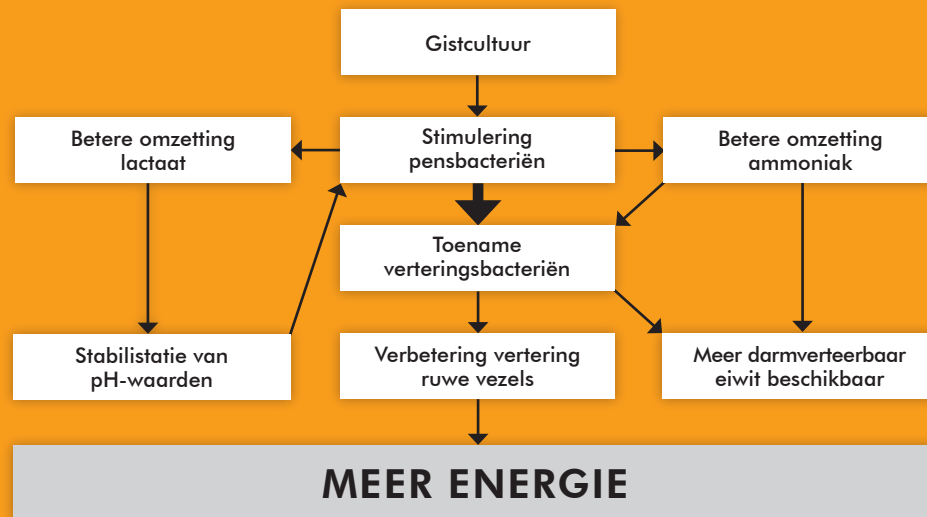 Gistcultuur
Betere omzetting
lactaat
Stimulering
pensbacteriën
Betere omzetting
ammoniak
Toename
verteringsbacteriën
Stabilistatie van
pH-waarden
Verbetering vertering
ruwe vezels
Meer darmverteerbaar
eiwit beschikbaar
MEER ENERGIE